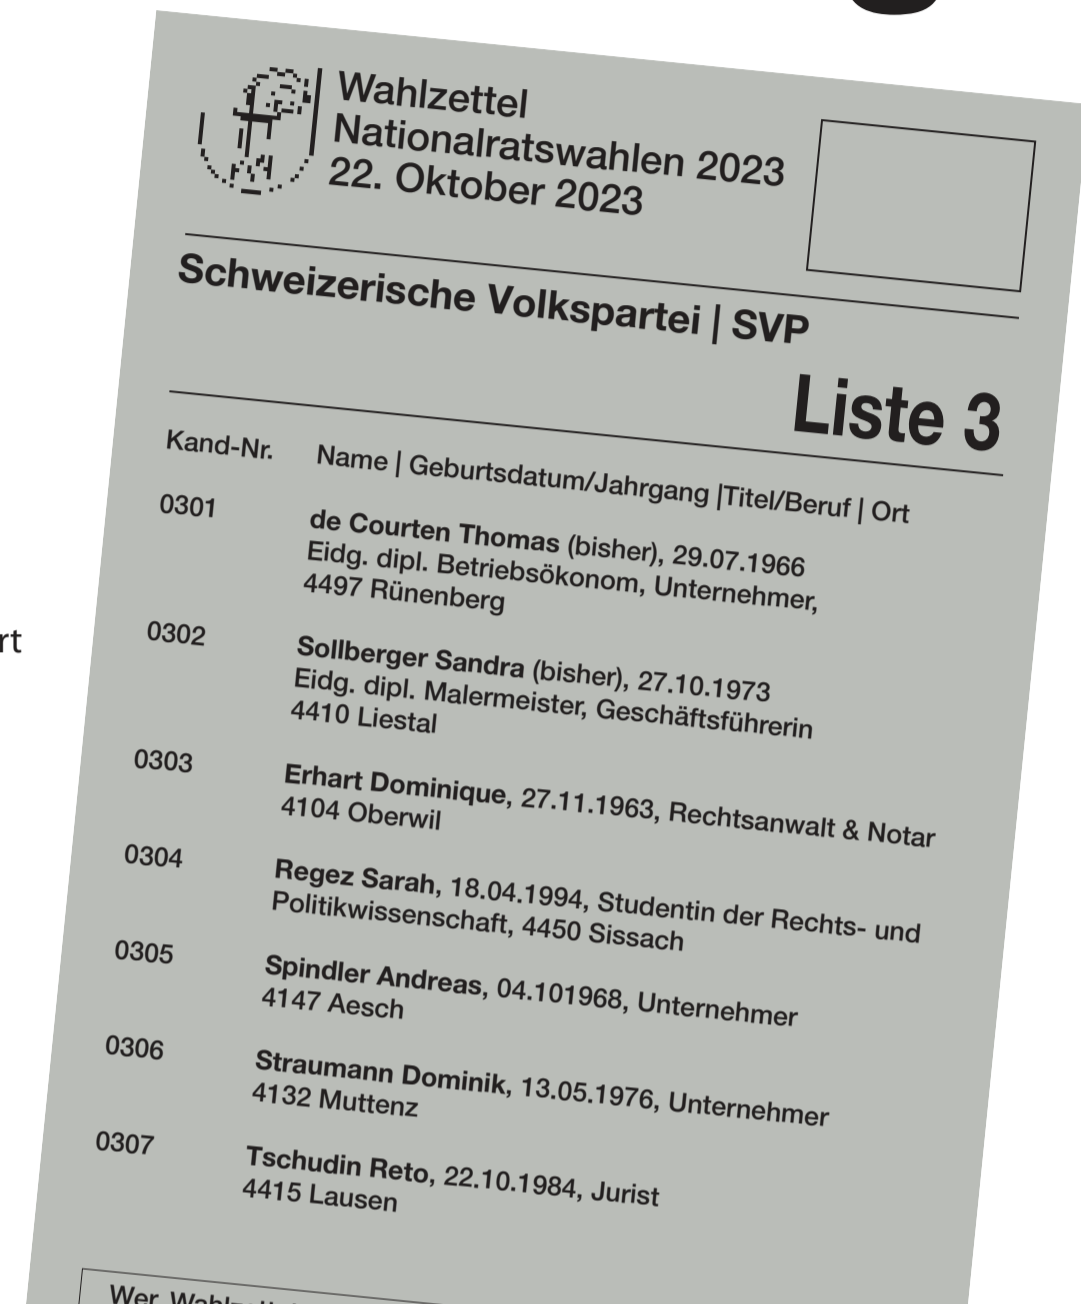 Wahlzettel
Nationalratswahlen 2023
22. Oktober 2023
Schweizerische Volkspartei | SVP
Liste 3
Kand-Nr. Name | Geburtsdatum/Jahrgang |Titel/Beruf | Ort
0301 de Courten Thomas (bisher), 29.07.1966
Eidg. dipl. Betriebsökonom, Unternehmer,
4497 Rünenberg
rt
0302 Sollberger Sandra (bisher), 27.10.1973
Eidg. dipl. Malermeister, Geschäftsführerin
4410 Liestal
0303 Erhart Dominique, 27.11.1963, Rechtsanwalt & Notar
4104 Oberwil
0304 Regez Sarah, 18.04.1994, Studentin der Rechts- und
Politikwissenschaft, 4450 Sissach
0305 Spindler Andreas, 04.101968, Unternehmer
4147 Aesch
0306 Straumann Dominik, 13.05.1976, Unternehmer
4132 Muttenz
0307 Tschudin Reto, 22.10.1984, Jurist
4415 Lausen
Wer